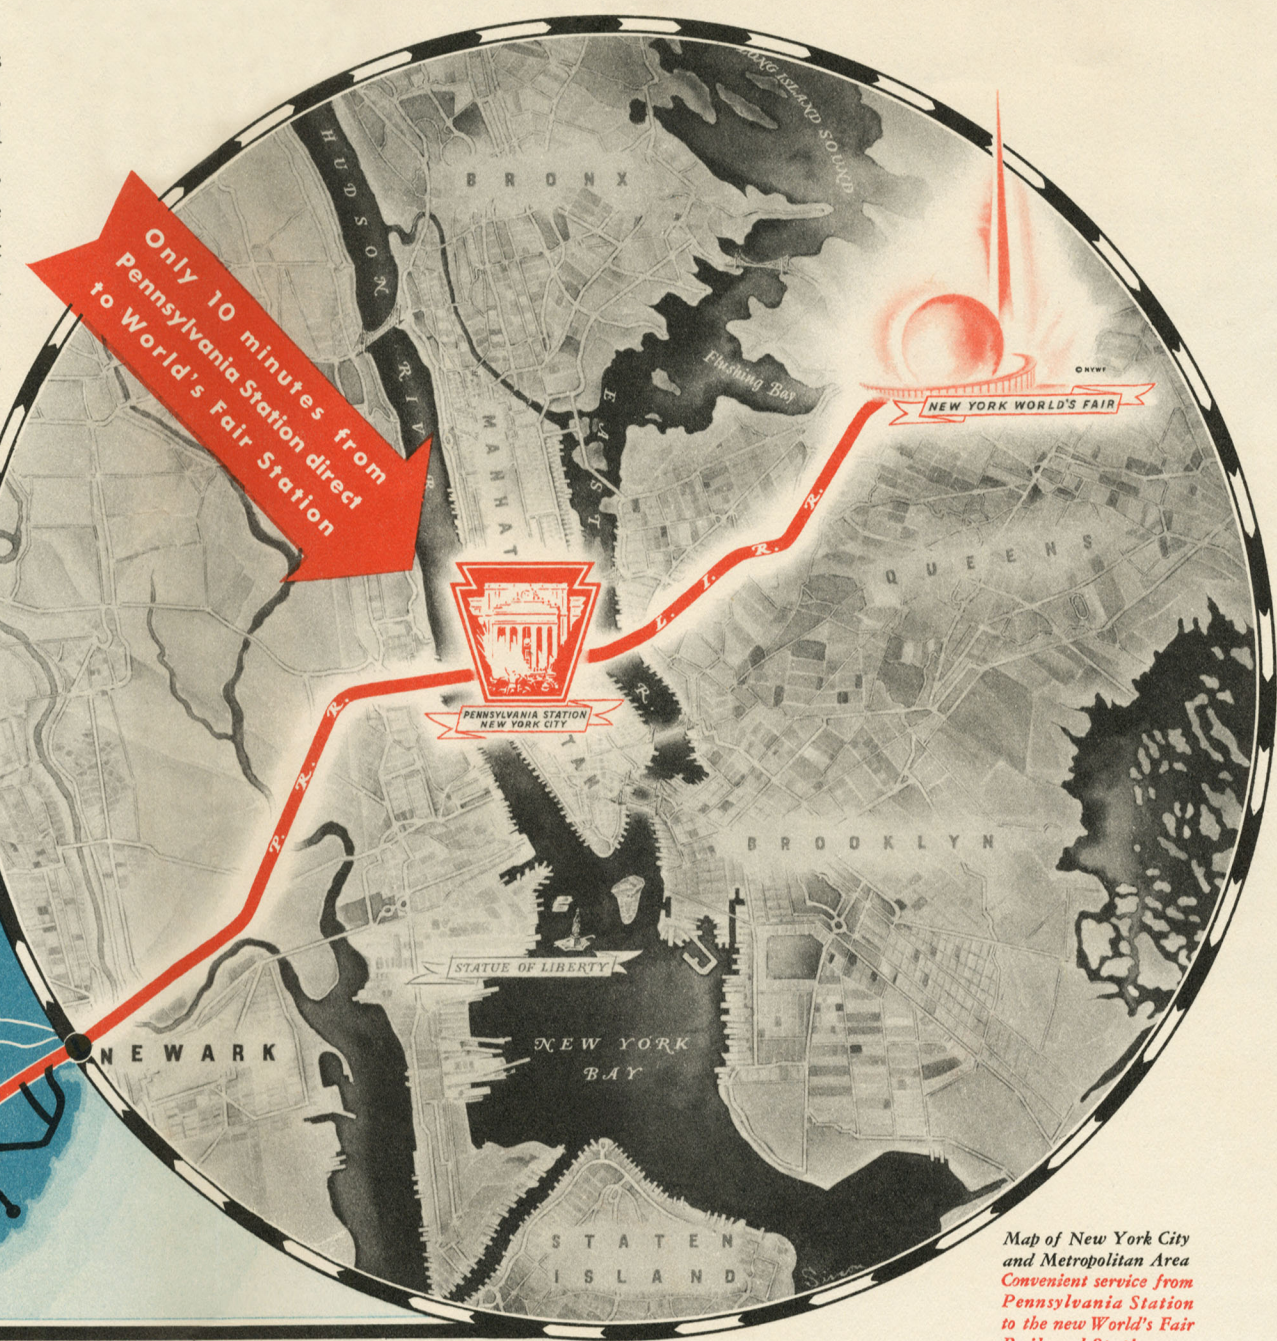 LONG ISLAND SOUND
HUDSON RIVER
BRONX
Only 10 minutes from
Pennsylvania Station direct
to World's Fair Station
Flushing Bay
© NYWF
NEW YORK WORLD'S FAIR
EAST R.
MANHATTAN
L.I.R.R.
QUEENS
PENNSYLVANIA STATION
NEW YORK CITY
P.R.R.
BROOKLYN
STATUE OF LIBERTY
NEWARK
NEW YORK
BAY
STATEN
ISLAND
Map of New York City
and Metropolitan Area
Convenient service from
Pennsylvania Station
to the new World's Fair